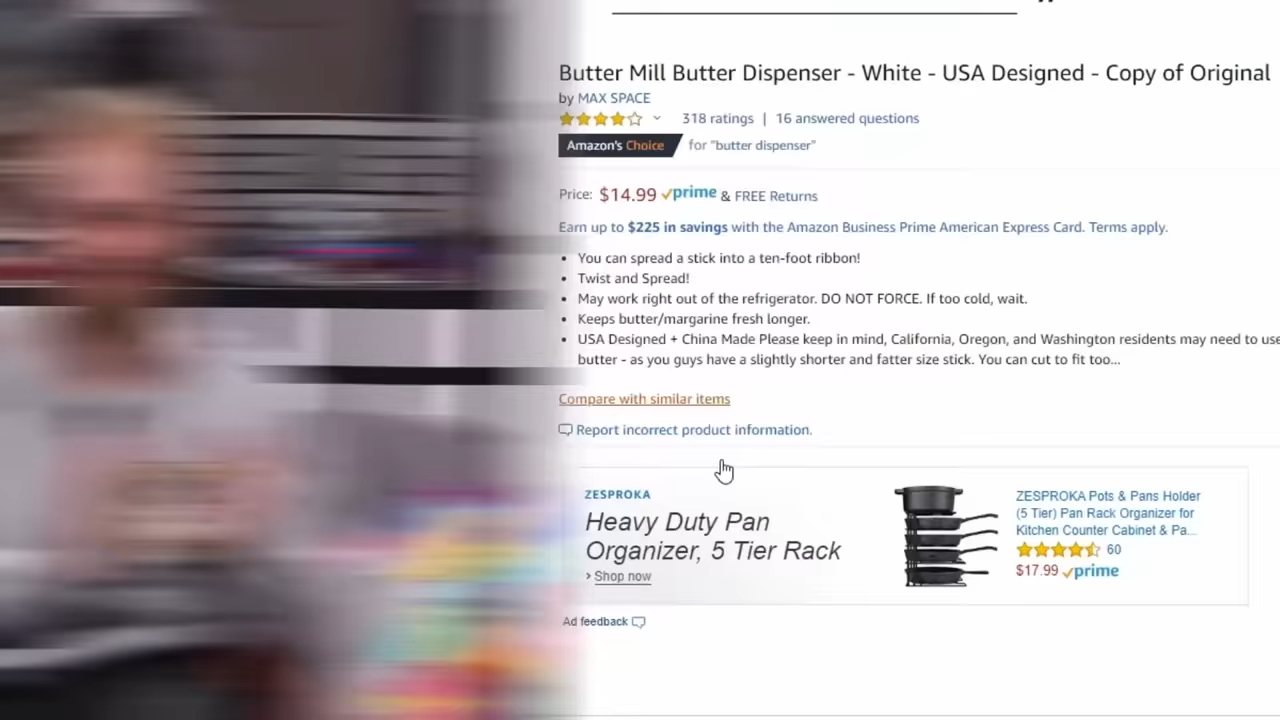 Butter Mill Butter Dispenser - White - USA Designed - Copy of Original
by MAX SPACE
318 ratings | 16 answered questions
Amazon's Choice for "butter dispenser"
Price: $14.99 prime & FREE Returns
Earn up to $225 in savings with the Amazon Business Prime American Express Card. Terms apply.
• You can spread a stick into a ten-foot ribbon!
• Twist and Spread!
• May work right out of the refrigerator. DO NOT FORCE. If too cold, wait.
• Keeps butter/margarine fresh longer.
• USA Designed + China Made Please keep in mind, California, Oregon, and Washington residents may need to use
butter - as you guys have a slightly shorter and fatter size stick. You can cut to fit too...
Compare with similar items
Report incorrect product information.
ZESPROKA
Heavy Duty Pan
Organizer, 5 Tier Rack
› Shop now
ZESPROKA Pots & Pans Holder
(5 Tier) Pan Rack Organizer for
Kitchen Counter Cabinet & Pa...
60
$17.99 prime
Ad feedback